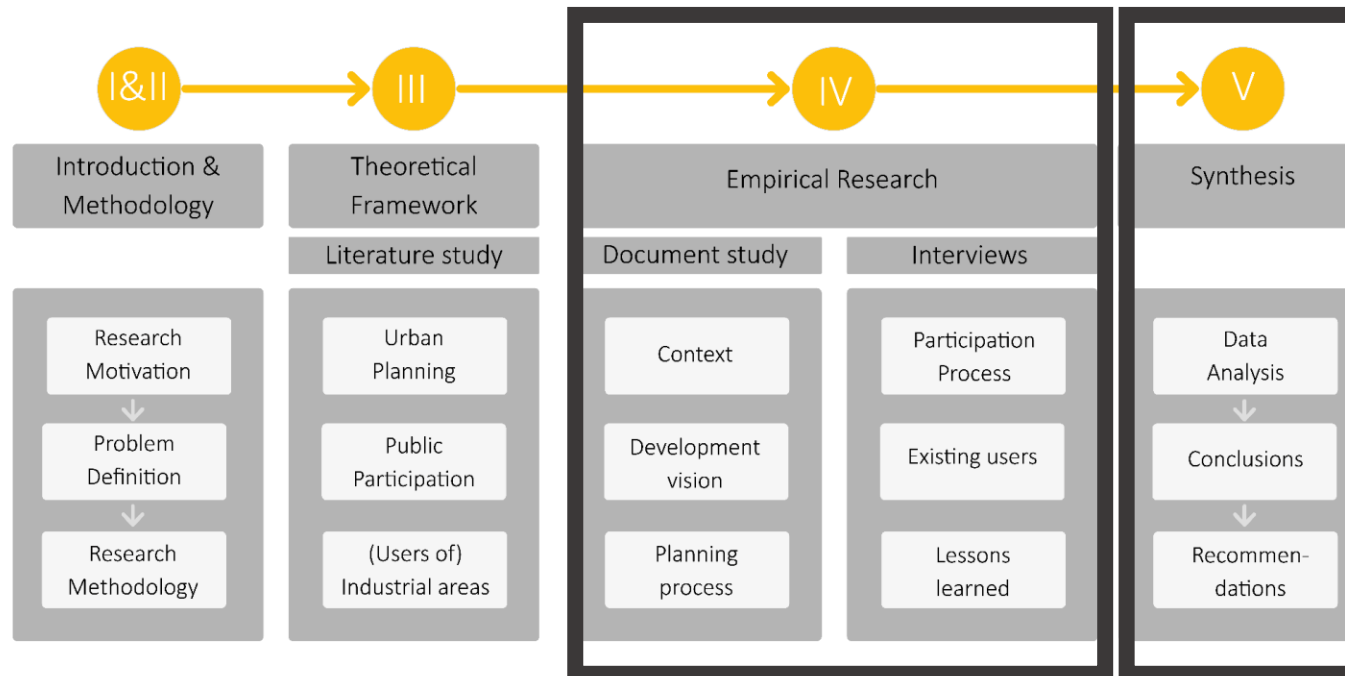 I&II
III
IV
V
Introduction &
Methodology
Theoretical
Framework
Empirical Research
Synthesis
Literature study
Document study
Interviews
Research
Motivation
Problem
Definition
Research
Methodology
Urban
Planning
Public
Participation
(Users of)
Industrial areas
Context
Development
vision
Planning
process
Participation
Process
Existing users
Lessons
learned
Data
Analysis
Conclusions
Recommen-
dations